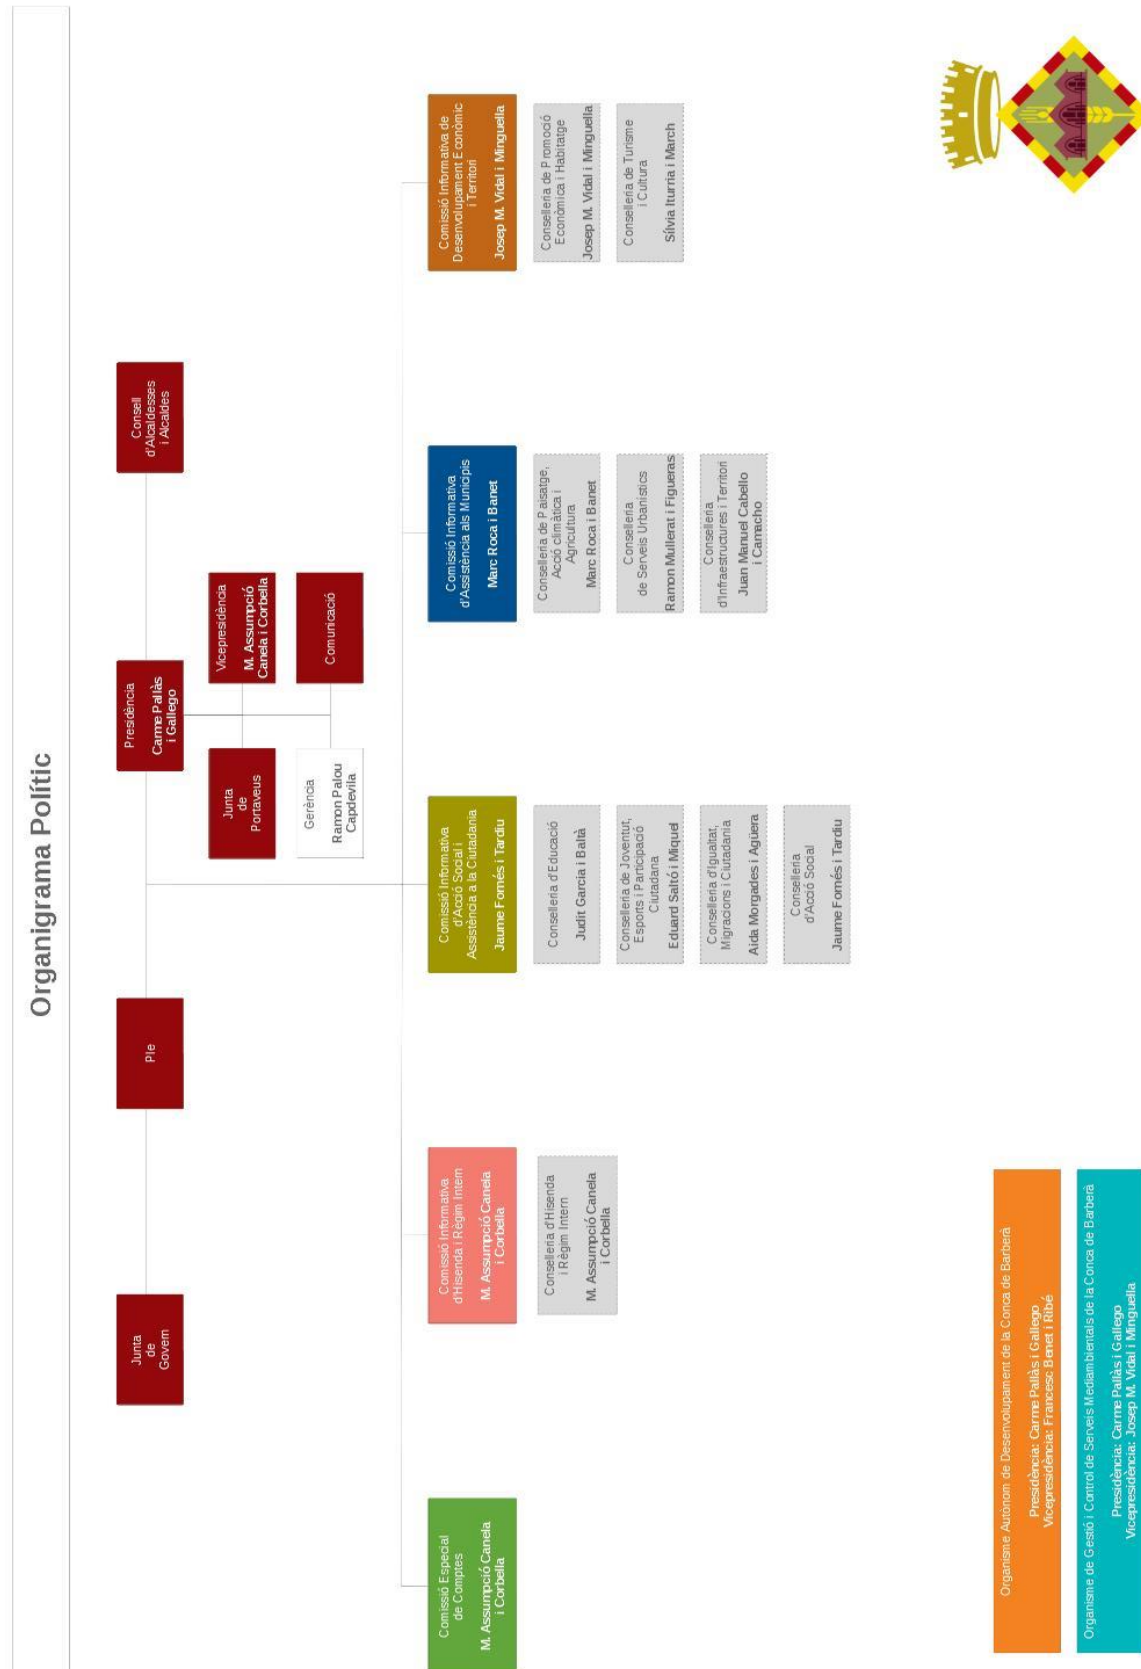 Organigrama Polític
Junta
de
Govern
Ple
Presidència
Carme Pallàs
i Gallego
Consell
d'Alcaldesses
i Alcaldes
Junta
de
Portaveus
Vicepresidència
M. Assumpció
Canela i Corbella
Gerència
Ramon Palou
Capdevila
Comunicació
Comissió Especial
de Comptes
M. Assumpció Canela
i Corbella
Comissió Informativa
d'Hisenda i Règim Intern
M. Assumpció Canela
i Corbella
Conselleria d'Hisenda
i Règim Intern
M. Assumpció Canela
i Corbella
Comissió Informativa
d'Acció Social i
Assistència a la Ciutadania
Jaume Fornés i Tardiu
Conselleria d'Educació
Judit Garcia i Baltà
Conselleria de Joventut,
Esports i Participació
Ciutadana
Eduard Saltó i Miquel
Conselleria d'Igualtat,
Migracions i Ciutadania
Aida Morgades i Agüera
Conselleria
d'Acció Social
Jaume Fornés i Tardiu
Comissió Informativa
d'Assistència als Municipis
Marc Roca i Banet
Conselleria de Paisatge,
Acció climàtica i
Agricultura
Marc Roca i Banet
Conselleria
de Serveis Urbanístics
Ramon Mullerat i Figueras
Conselleria
d'Infraestructures i Territori
Juan Manuel Cabello
i Camacho
Comissió Informativa de
Desenvolupament Econòmic
i Territori
Josep M. Vidal i Minguella
Conselleria de Promoció
Econòmica i Habitatge
Josep M. Vidal i Minguella
Conselleria de Turisme
i Cultura
Sílvia Iturria i March
Organisme Autònom de Desenvolupament de la Conca de Barberà
Presidència: Carme Pallàs i Gallego
Vicepresidència: Francesc Benet i Ribé
Organisme de Gestió i Control de Serveis Mediambientals de la Conca de Barberà
Presidència: Carme Pallàs i Gallego
Vicepresidència: Josep M. Vidal i Minguella